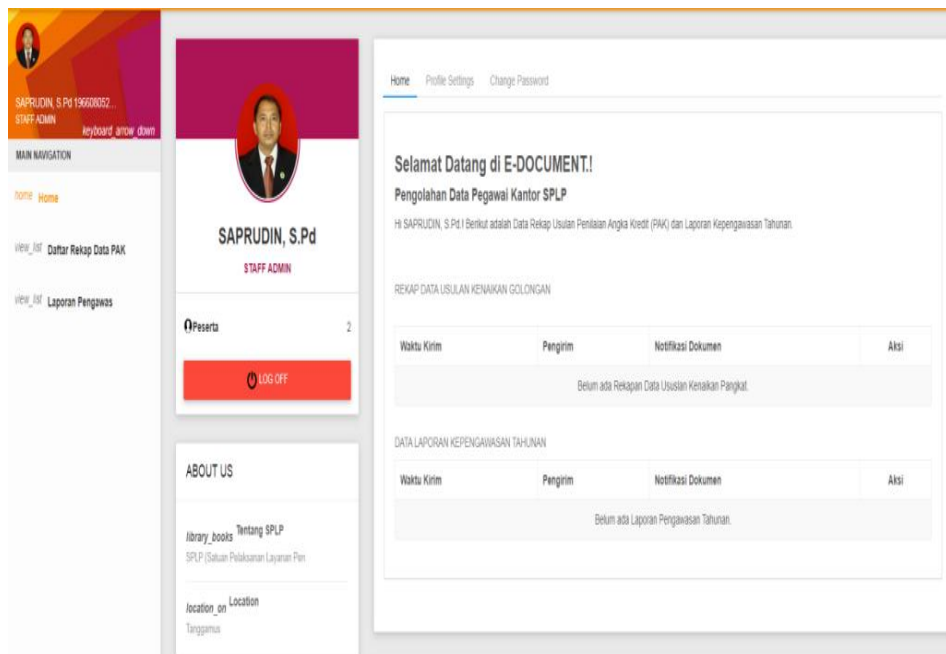 SAPRUDIN, S.Pd 196608052...
STAFF ADMIN
keyboard_arrow_down
MAIN NAVIGATION
home Home
view_list Daftar Rekap Data PAK
view_list Laporan Pengawas
SAPRUDIN, S.Pd
STAFF ADMIN
Peserta 2
LOG OFF
ABOUT US
library_books Tentang SPLP
SPLP (Satuan Pelaksanan Layanan Pen
location_on Location
Tanggamus
Home Profile Settings Change Password
Selamat Datang di E-DOCUMENT.!
Pengolahan Data Pegawai Kantor SPLP
Hi SAPRUDIN, S.Pd.! Berikut adalah Data Rekap Usulan Penilaian Angka Kredit (PAK) dan Laporan Kepengawasan Tahunan.
REKAP DATA USULAN KENAIKAN GOLONGAN
Waktu Kirim Pengirim Notifikasi Dokumen Aksi
Belum ada Rekapan Data Ususlan Kenaikan Pangkat.
DATA LAPORAN KEPENGAWASAN TAHUNAN
Waktu Kirim Pengirim Notifikasi Dokumen Aksi
Belum ada Laporan Pengawasan Tahunan.